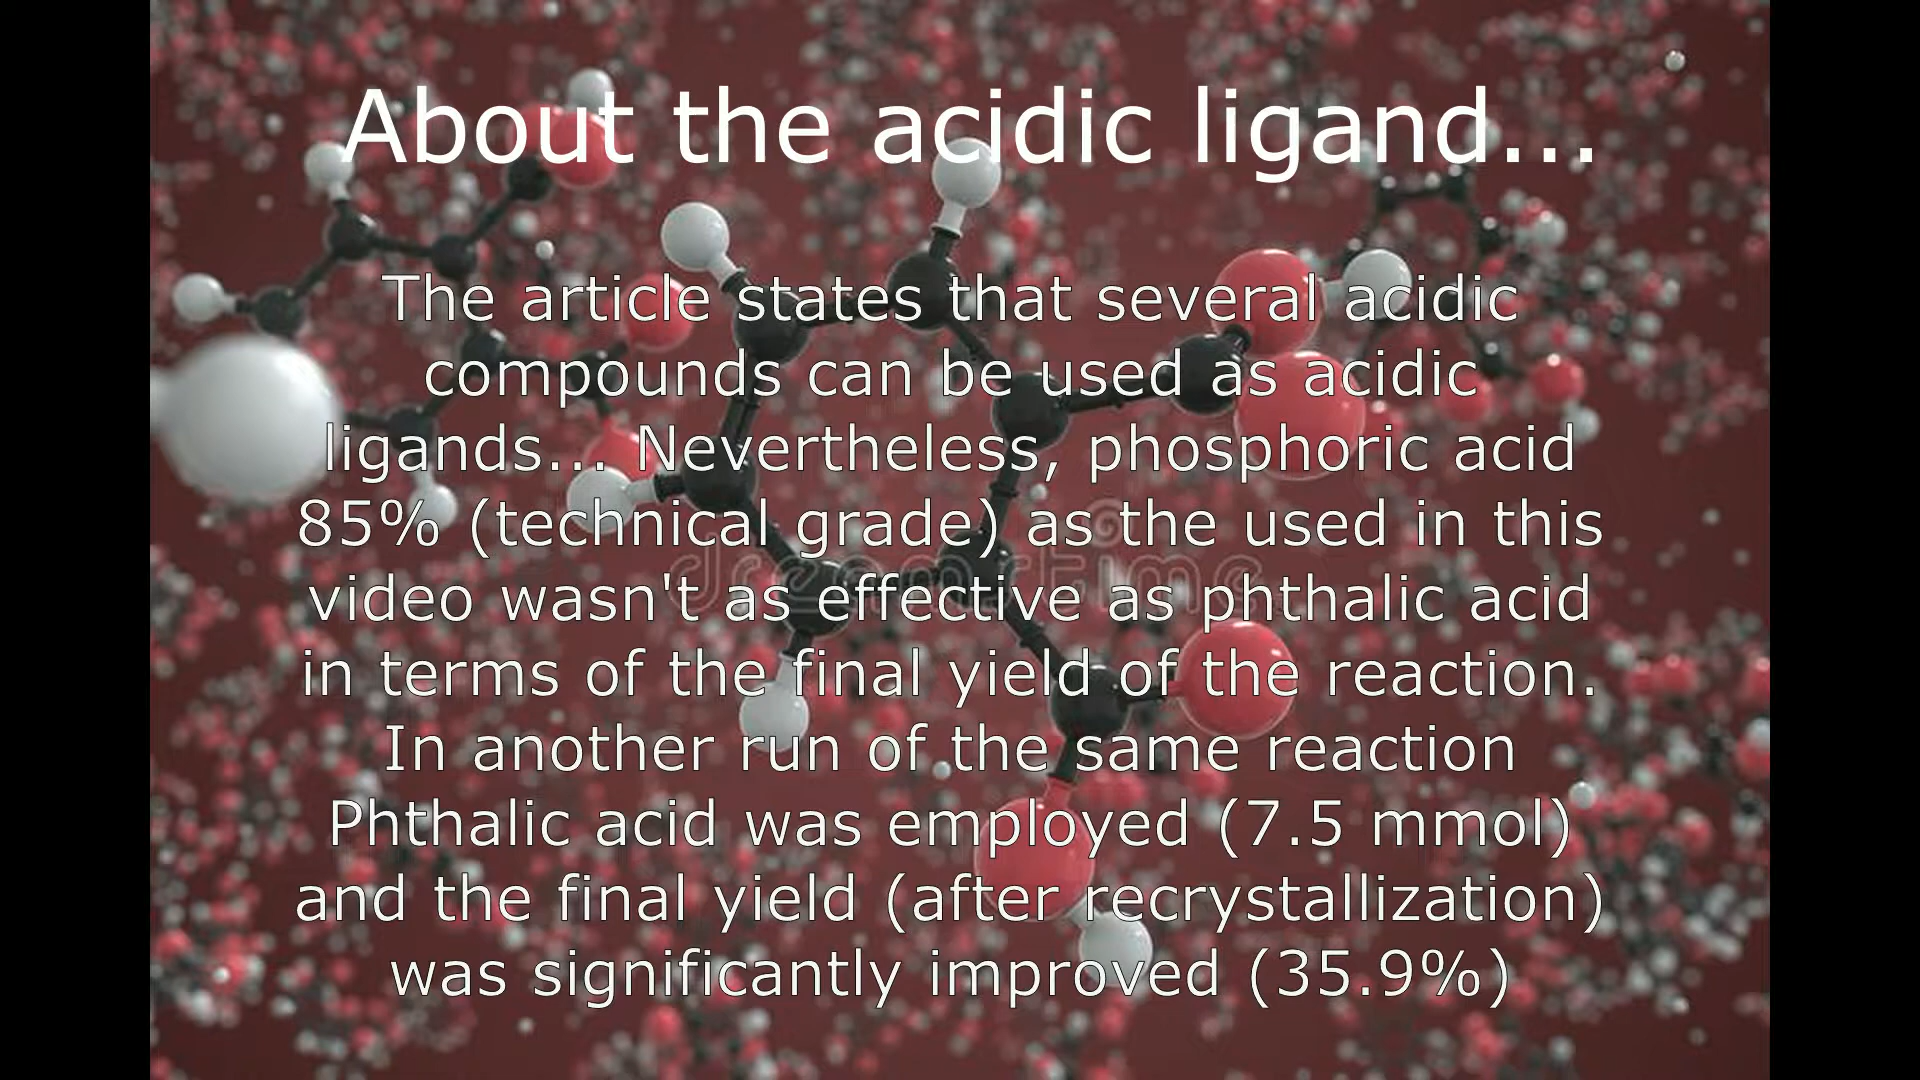 About the acidic ligand...
The article states that several acidic
compounds can be used as acidic
ligands... Nevertheless, phosphoric acid
85% (technical grade) as the used in this
video wasn't as effective as phthalic acid
in terms of the final yield of the reaction.
In another run of the same reaction
Phthalic acid was employed (7.5 mmol)
and the final yield (after recrystallization)
was significantly improved (35.9%)
dreamstime